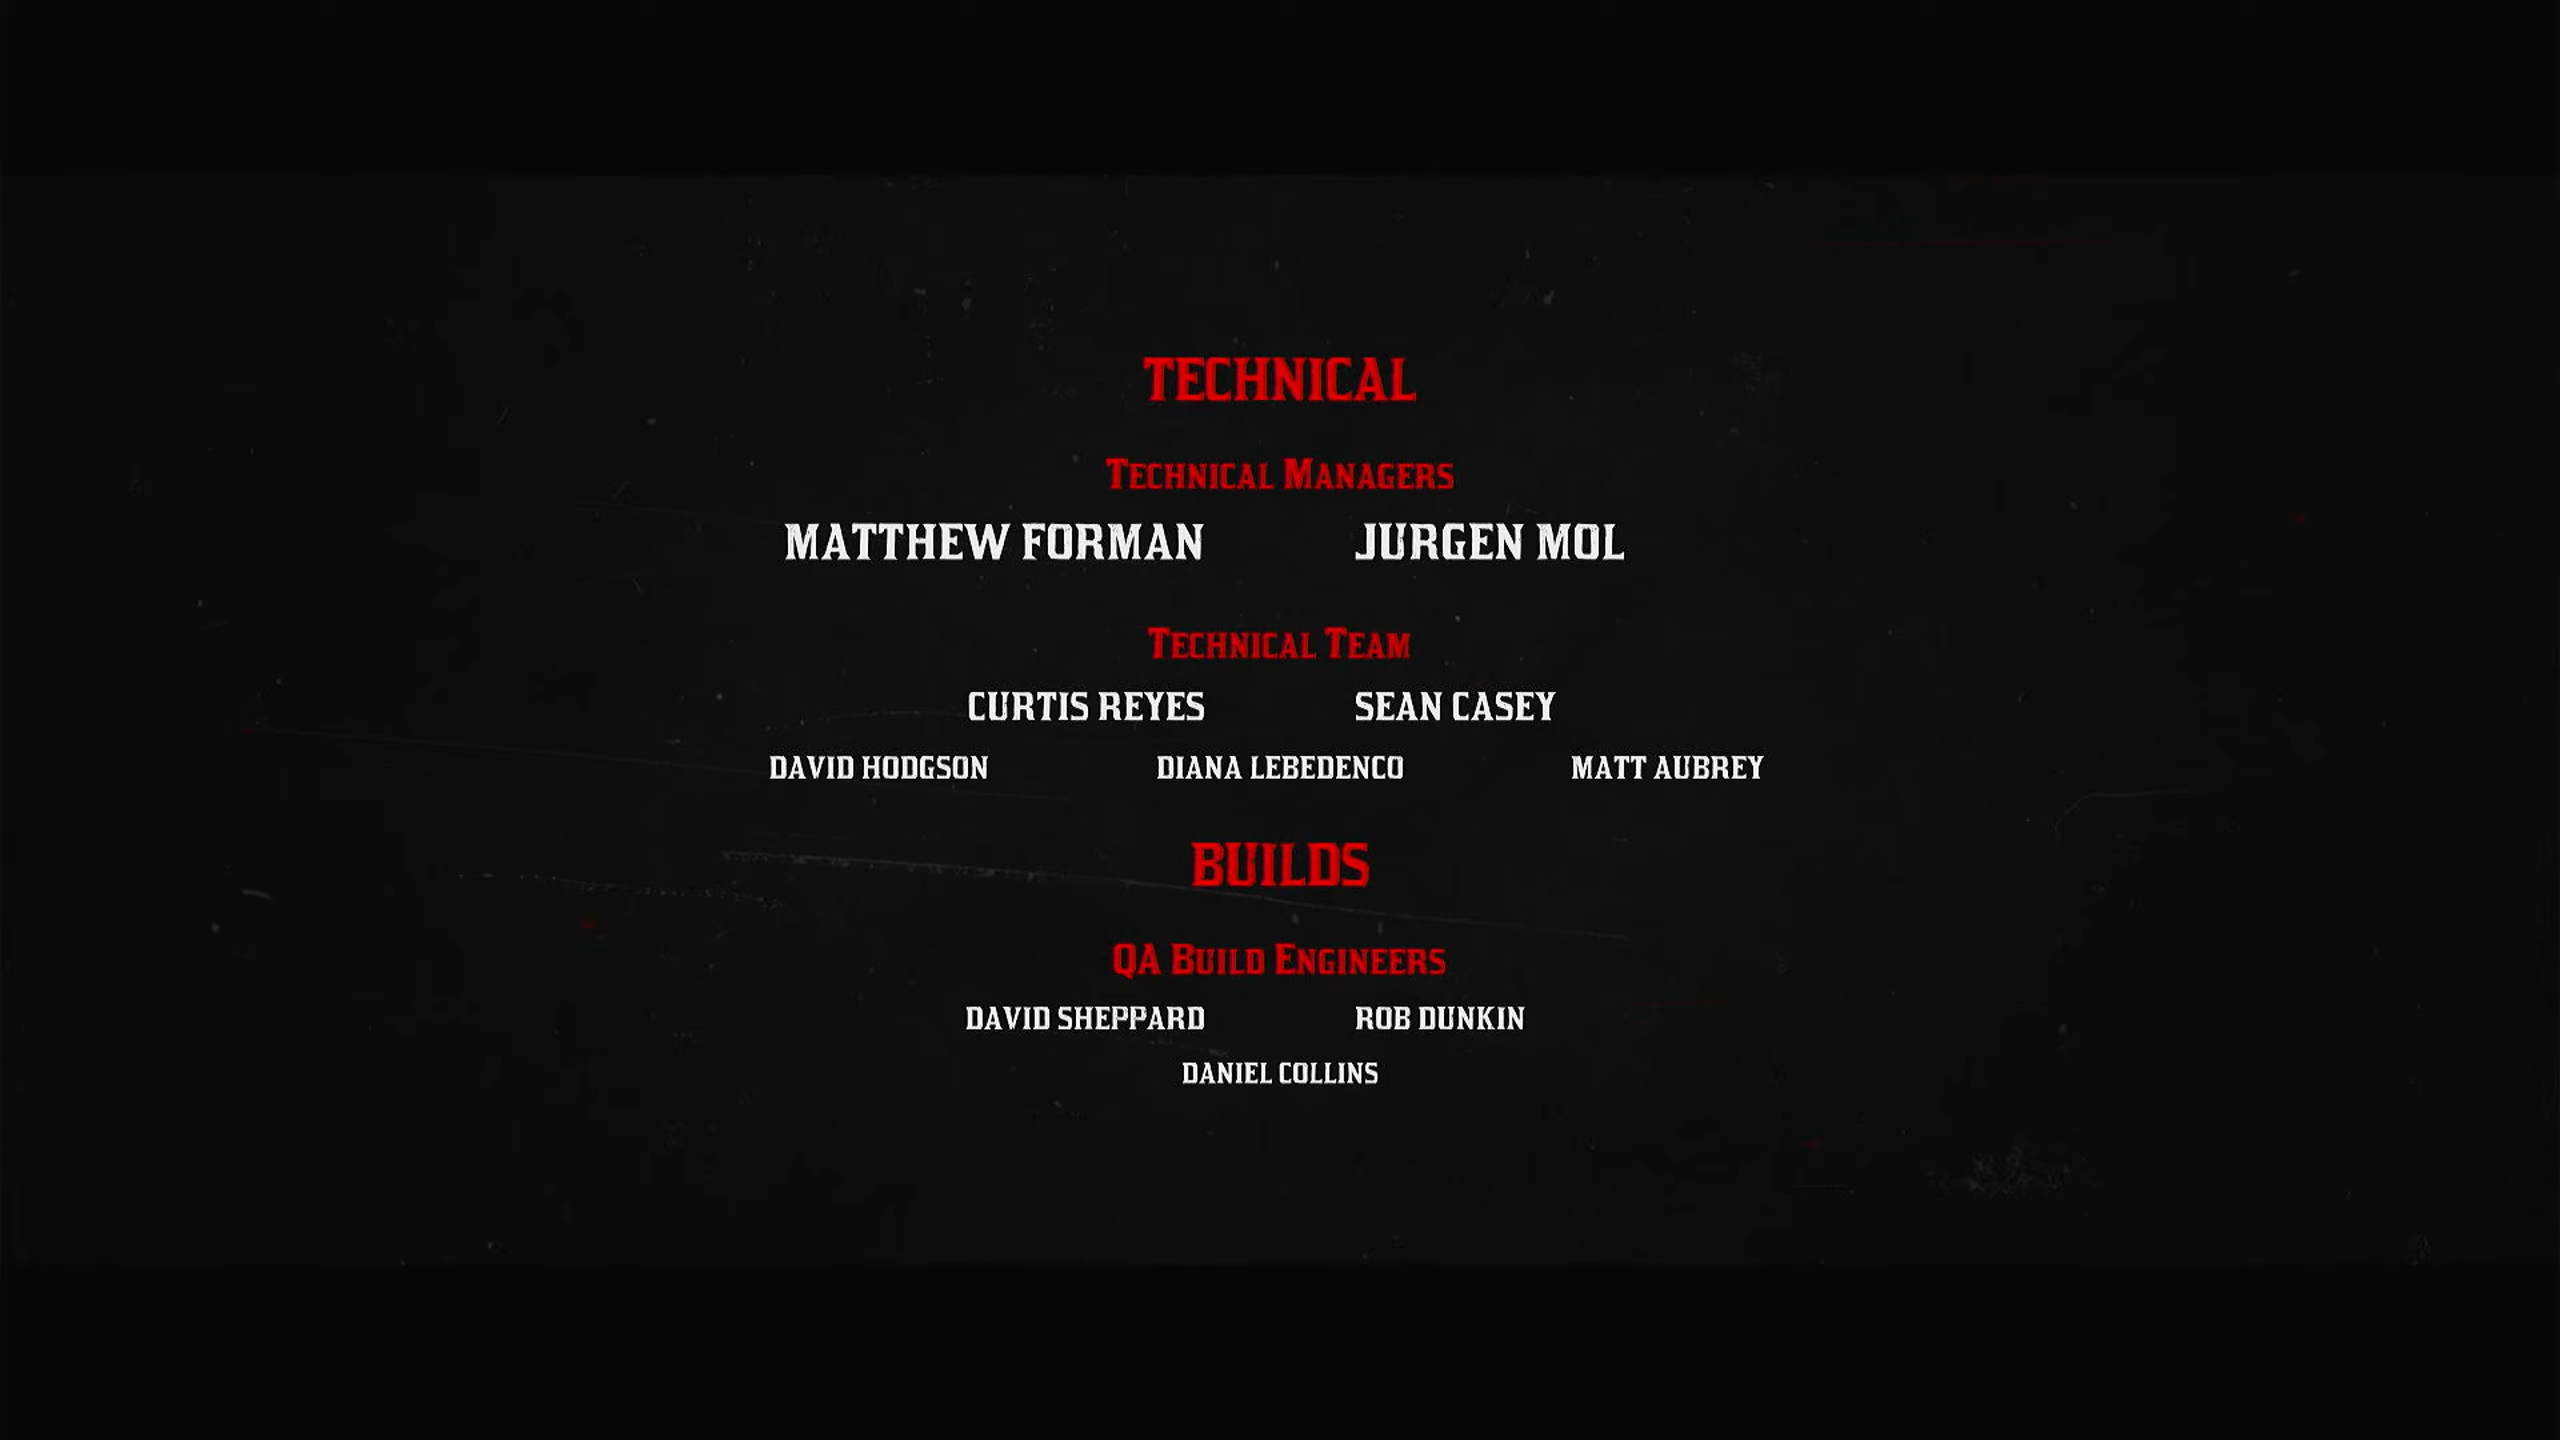 TECHNICAL
TECHNICAL MANAGERS
MATTHEW FORMAN JURGEN MOL
TECHNICAL TEAM
CURTIS REYES SEAN CASEY
DAVID HODGSON DIANA LEBEDENCO MATT AUBREY
BUILDS
QA BUILD ENGINEERS
DAVID SHEPPARD ROB DUNKIN
DANIEL COLLINS